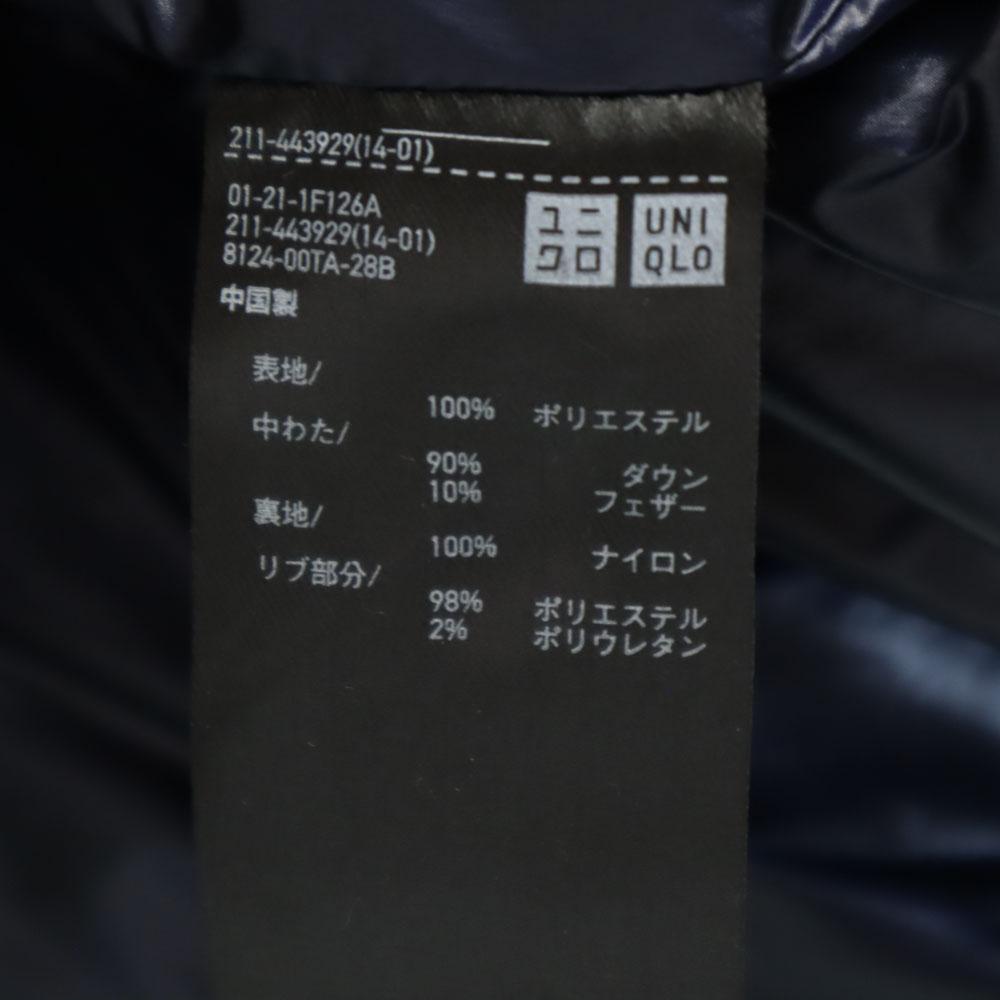 211-443929(14-01)
01-21-1F126A
211-443929(14-01)
8124-00TA-28B
ユニ
クロ
UNI
QLO
中国製
表地/
100% ポリエステル
中わた/
90% ダウン
10% フェザー
裏地/
100% ナイロン
リブ部分/
98% ポリエステル
2% ポリウレタン